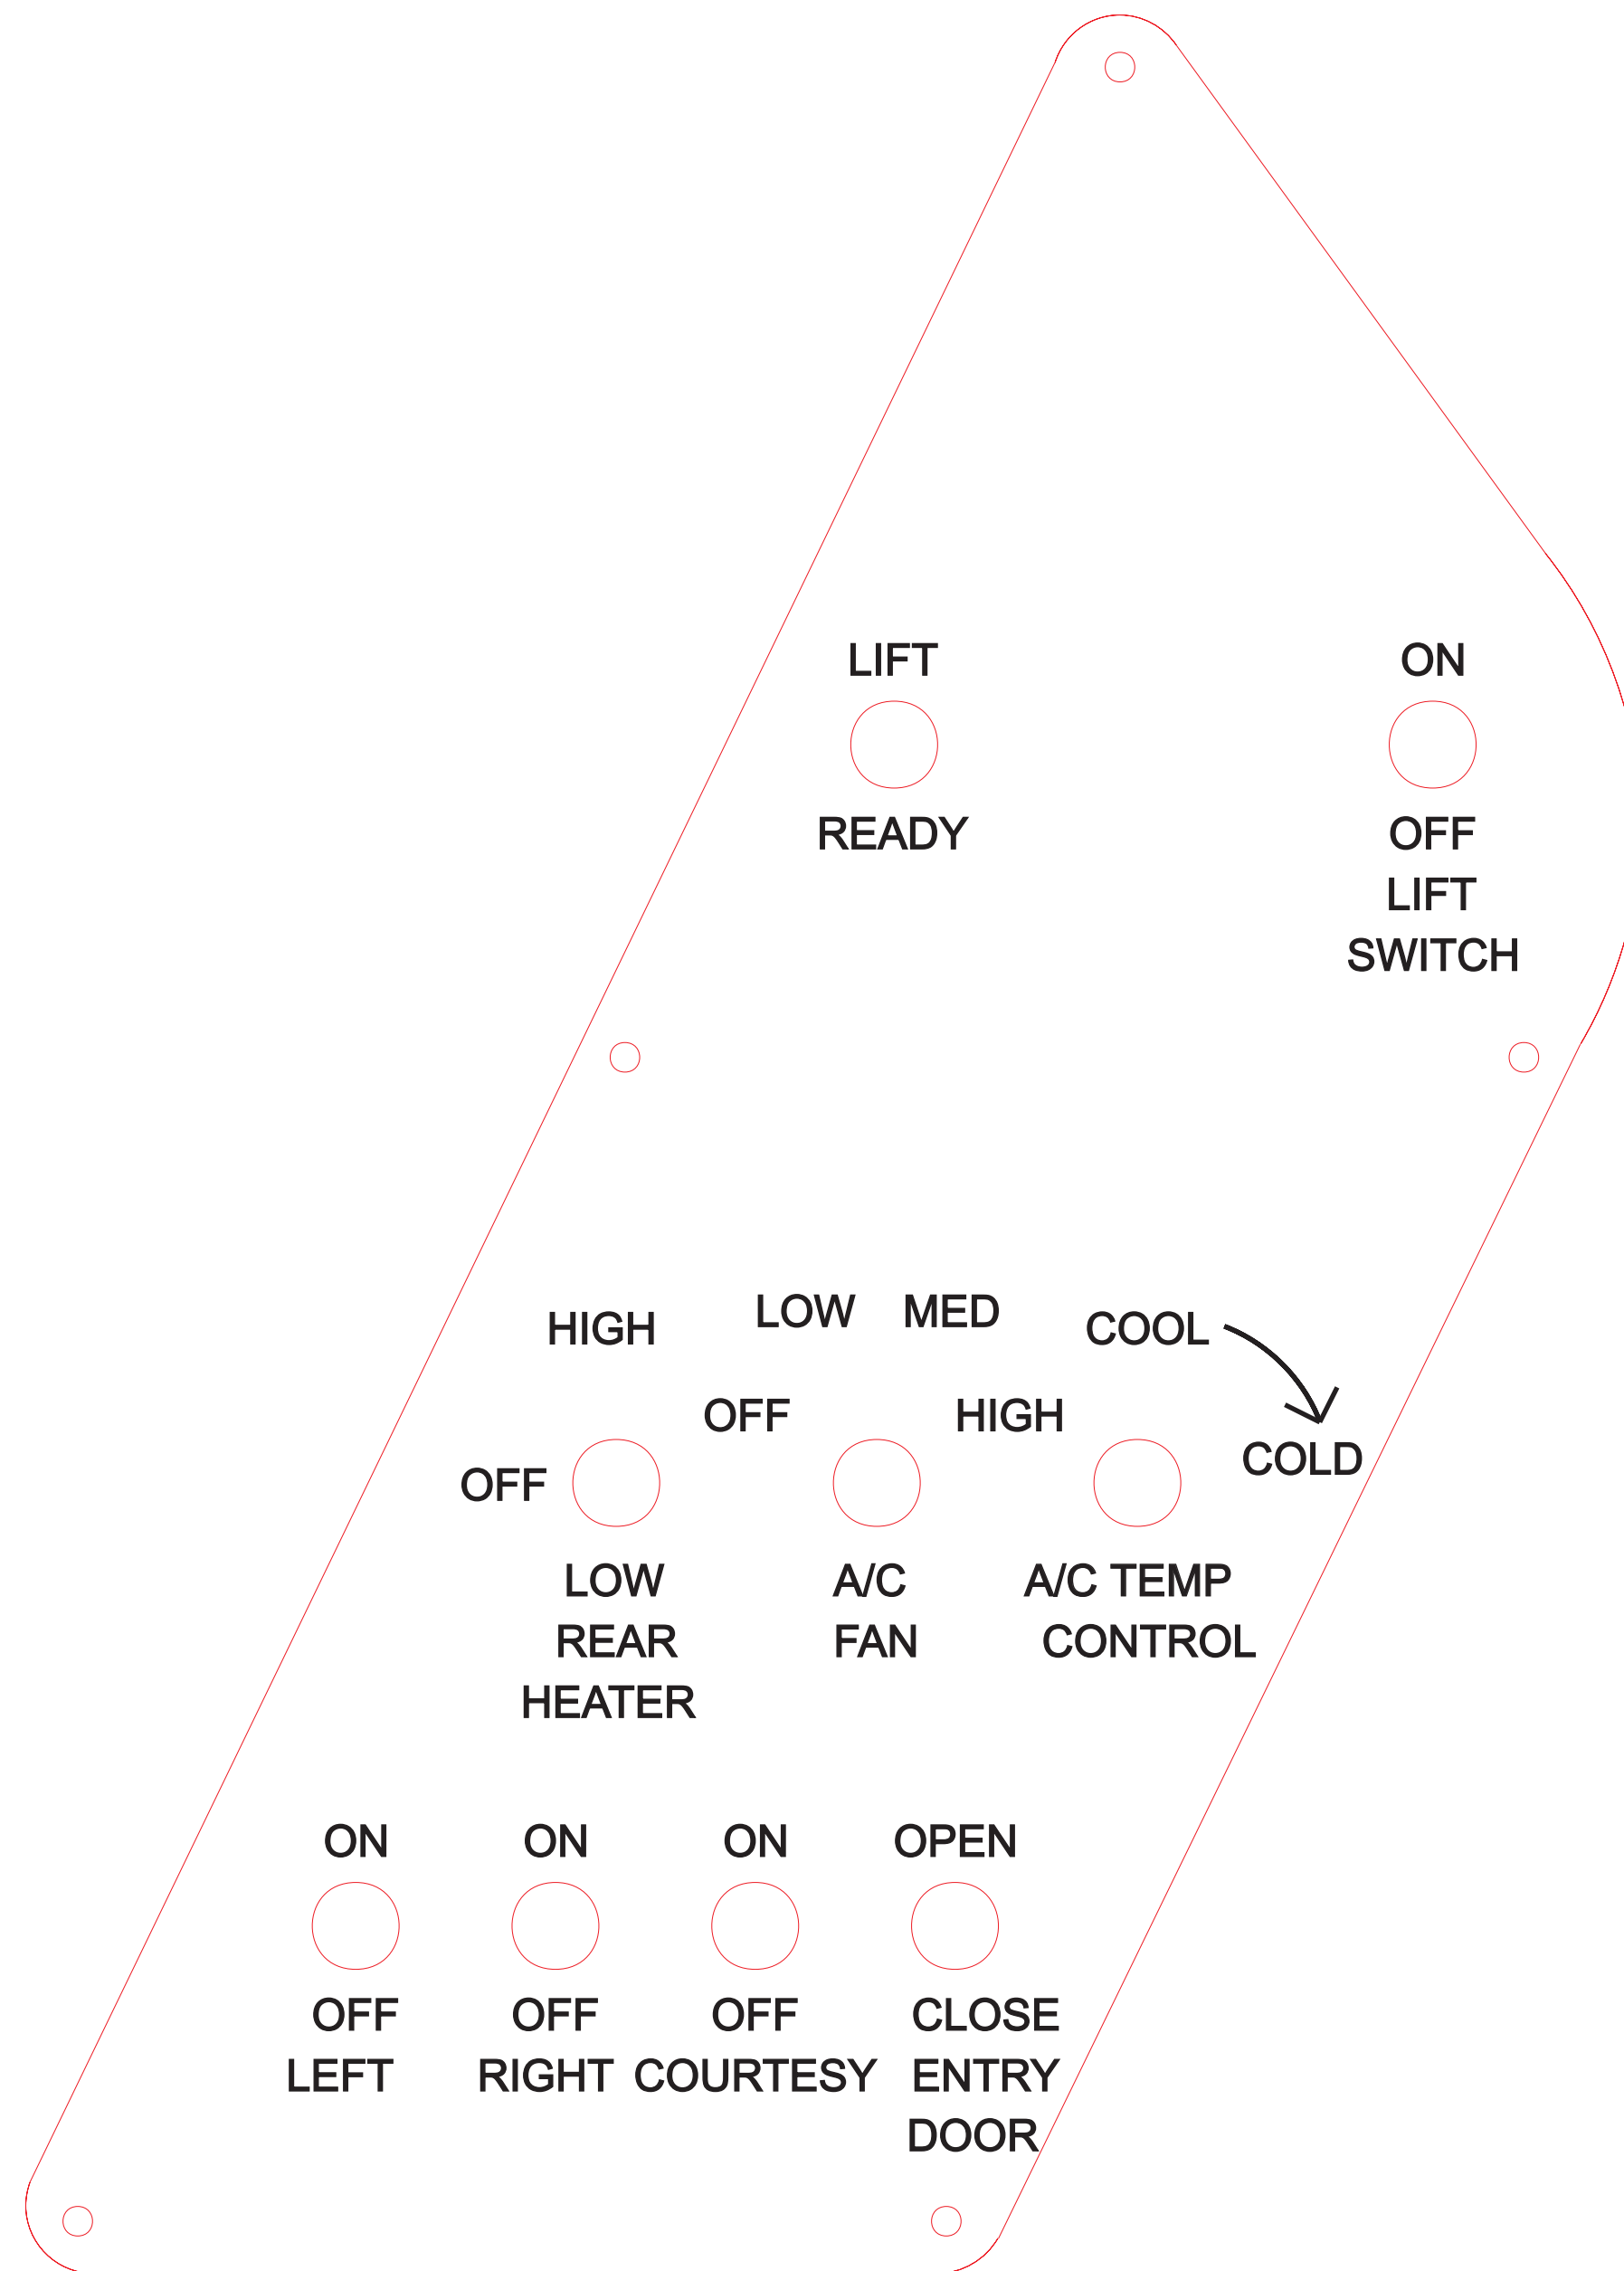 LIFT
ON
READY
OFF
LIFT
SWITCH
LOW MED
HIGH
COOL
OFF
HIGH
COLD
OFF
LOW
REAR
HEATER
A/C
FAN
A/C TEMP
CONTROL
ON
ON
ON
OPEN
OFF
LEFT
OFF
RIGHT
OFF
COURTESY
CLOSE
ENTRY
DOOR